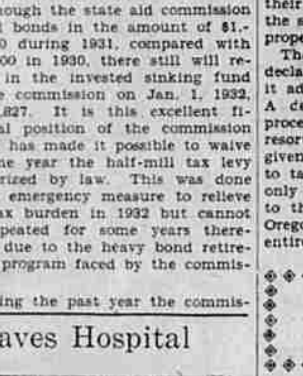 ough the state aid commission
bonds in the amount of $1,-
0 during 1931, compared with
00 in 1930, there still will re-
in the invested sinking fund
e commission on Jan. 1, 1932,
,827. It is this excellent fi-
al position of the commission
has made it possible to waive
ne year the half-mill tax levy
rized by law. This was done
emergency measure to relieve
ax burden in 1932 but cannot
peated for some years there-
due to the heavy bond retire-
program faced by the commis-
ing the past year the commis-
aves Hospital
their
the
prope
Th
decla
it ad
A d
proce
resor
given
to ta
only
to th
Orego
entir